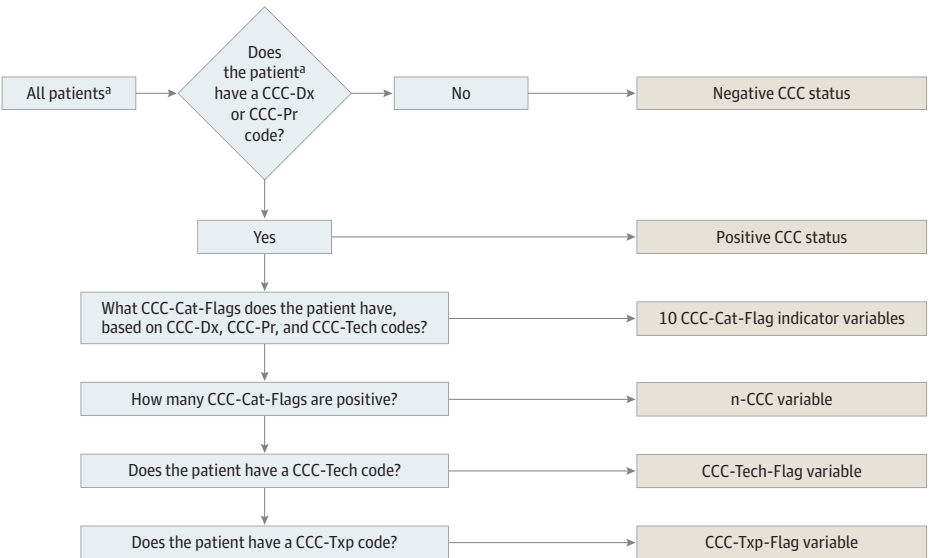 Does
the patientᵃ
have a CCC-Dx
or CCC-Pr
code?
All patientsᵃ
No
Negative CCC status
Yes
Positive CCC status
What CCC-Cat-Flags does the patient have,
based on CCC-Dx, CCC-Pr, and CCC-Tech codes?
10 CCC-Cat-Flag indicator variables
How many CCC-Cat-Flags are positive?
n-CCC variable
Does the patient have a CCC-Tech code?
CCC-Tech-Flag variable
Does the patient have a CCC-Txp code?
CCC-Txp-Flag variable